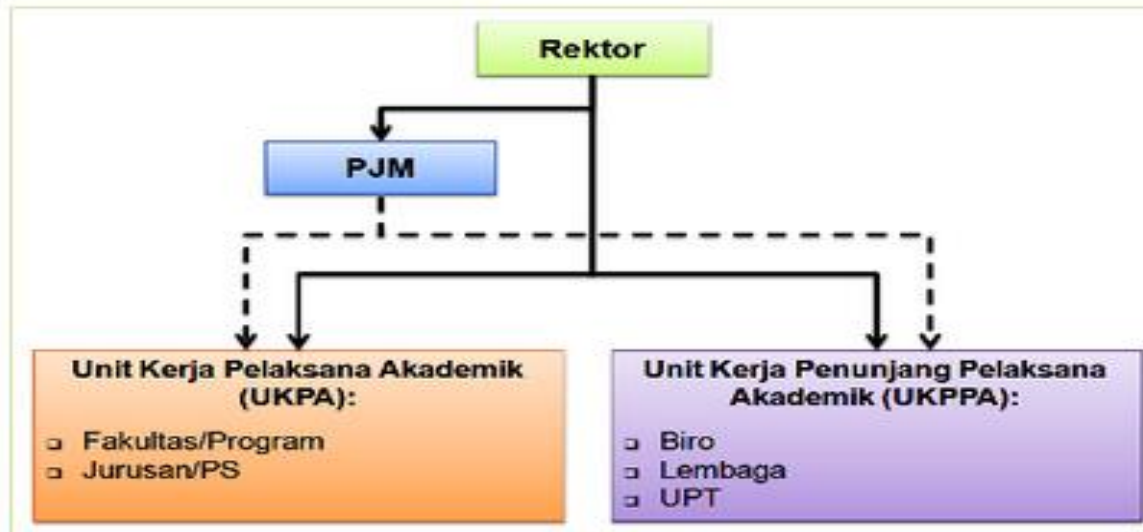 Rektor
PJM
Unit Kerja Pelaksana Akademik
(UKPA):
❑ Fakultas/Program
❑ Jurusan/PS
Unit Kerja Penunjang Pelaksana
Akademik (UKPPA):
❑ Biro
❑ Lembaga
❑ UPT